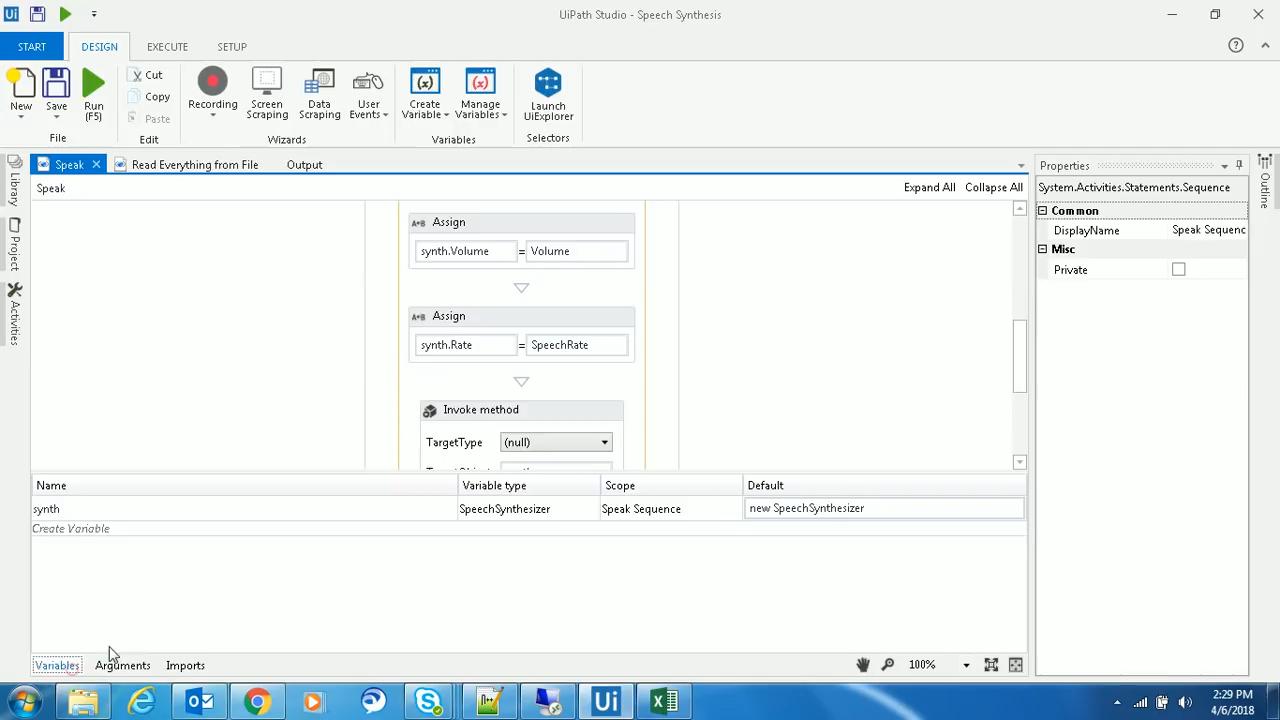 Ui
UiPath Studio - Speech Synthesis
START DESIGN EXECUTE SETUP
New
Save
Run
(F5)
Cut
Copy
Paste
Recording
Screen
Scraping
Data
Scraping
User
Events
Create
Variable
Manage
Variables
Launch
UiExplorer
File Edit Wizards Variables Selectors
Library
Project
Activities
Speak
Read Everything from File
Output
Speak
Expand All Collapse All
A+B Assign
synth.Volume = Volume
A+B Assign
synth.Rate = SpeechRate
Invoke method
TargetType (null)
Name Variable type Scope Default
synth SpeechSynthesizer Speak Sequence new SpeechSynthesizer
Create Variable
Variables Arguments Imports
100%
Properties
System.Activities.Statements.Sequence
Common
DisplayName Speak Sequenc
Misc
Private
Outline
Ui
2:29 PM
4/6/2018